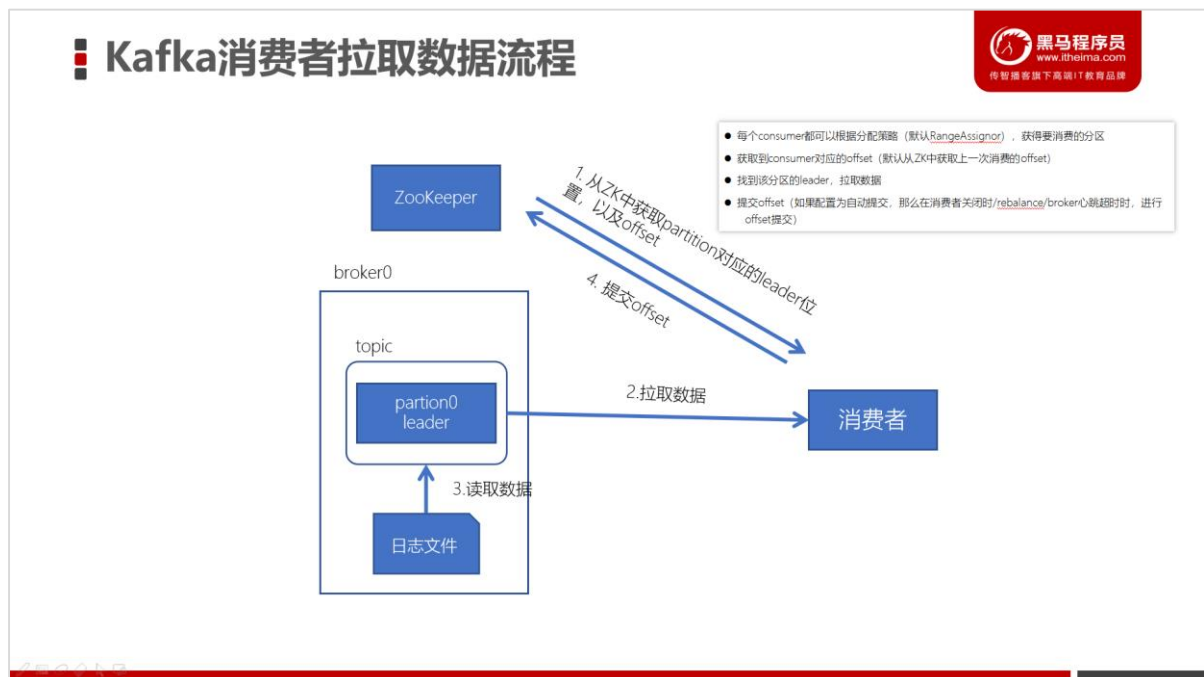 Kafka消费者拉取数据流程
黑马程序员
www.itheima.com
传智播客旗下高端IT教育品牌
每个consumer都可以根据分配策略（默认RangeAssignor），获得要消费的分区
获取到consumer对应的offset（默认从ZK中获取上一次消费的offset）
找到该分区的leader，拉取数据
提交offset（如果配置为自动提交，那么在消费者关闭时/rebalance/broker心跳超时时，进行
offset提交）
ZooKeeper
1. 从ZK中获取partition对应的leader位
置，以及offset
4. 提交offset
broker0
topic
partion0
leader
2.拉取数据
消费者
3.读取数据
日志文件